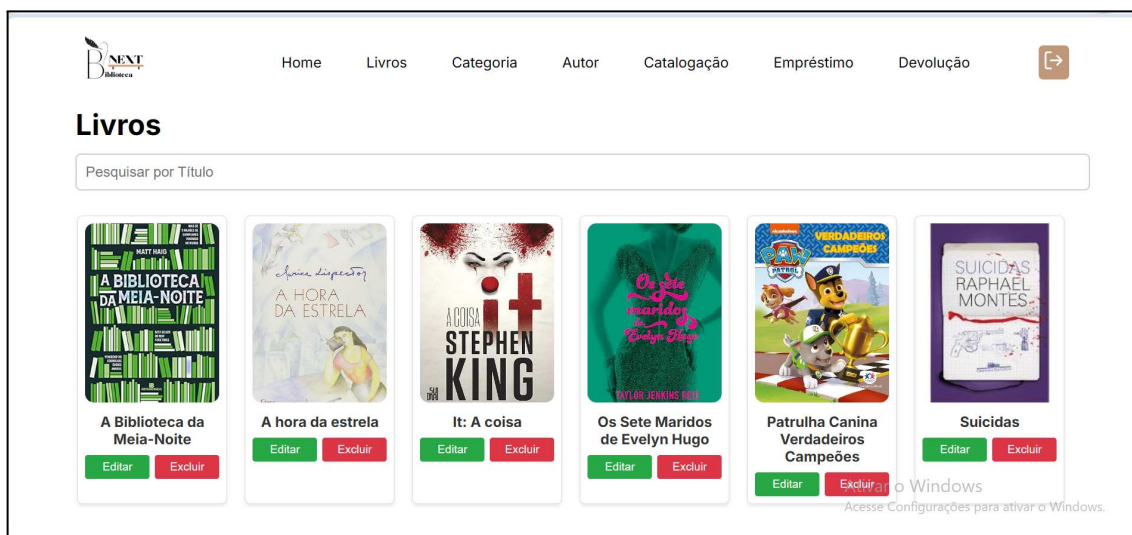 NEXT
Biblioteca
Home Livros Categoria Autor Catalogação Empréstimo Devolução
Livros
Pesquisar por Título
MATT HAIG
A BIBLIOTECA
DA MEIA-NOITE
Clarice Lispector
A HORA
DA ESTRELA
A COISA
it
STEPHEN
KING
Os sete
maridos
de
Evelyn Hugo
TAYLOR JENKINS REID
nickelodeon
VERDADEIROS
CAMPEÕES
PAW
PATROL
SUICIDAS
RAPHAEL
MONTES
A Biblioteca da
Meia-Noite
Editar Excluir
A hora da estrela
Editar Excluir
It: A coisa
Editar Excluir
Os Sete Maridos
de Evelyn Hugo
Editar Excluir
Patrulha Canina
Verdadeiros
Campeões
Editar Excluir
Suicidas
Editar Excluir
Ativar o Windows
Acesse Configurações para ativar o Windows.